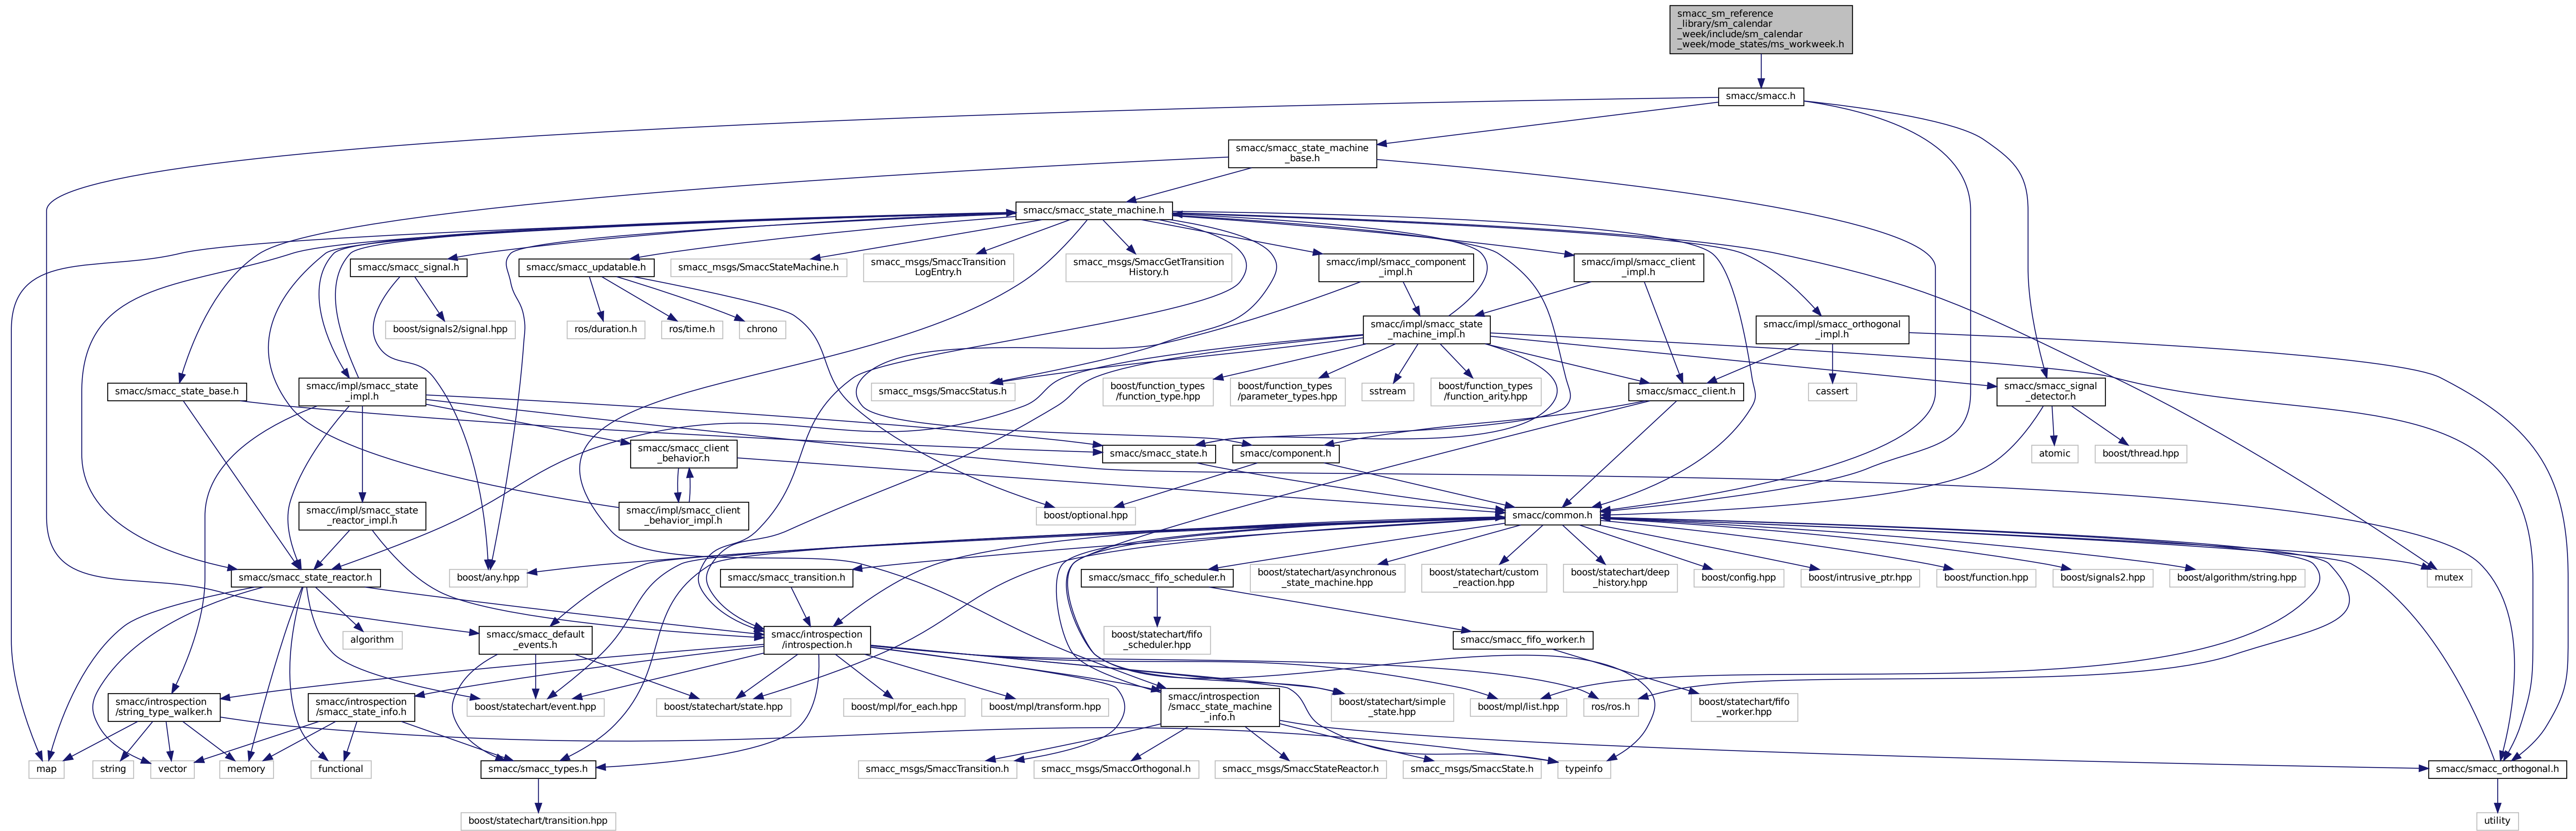 smacc_sm_reference
_library/sm_calendar
_week/include/sm_calendar
_week/mode_states/ms_workweek.h
smacc/smacc.h
smacc/smacc_state_machine
_base.h
smacc/smacc_state_machine.h
smacc/smacc_signal.h
smacc/smacc_updatable.h
smacc_msgs/SmaccStateMachine.h
smacc_msgs/SmaccTransition
LogEntry.h
smacc_msgs/SmaccGetTransition
History.h
smacc/impl/smacc_component
_impl.h
smacc/impl/smacc_client
_impl.h
boost/signals2/signal.hpp
ros/duration.h
ros/time.h
chrono
smacc/impl/smacc_state
_machine_impl.h
smacc/impl/smacc_orthogonal
_impl.h
smacc/smacc_state_base.h
smacc/impl/smacc_state
_impl.h
smacc_msgs/SmaccStatus.h
boost/function_types
/function_type.hpp
boost/function_types
/parameter_types.hpp
sstream
boost/function_types
/function_arity.hpp
smacc/smacc_client.h
cassert
smacc/smacc_signal
_detector.h
smacc/smacc_client
_behavior.h
smacc/smacc_state.h
smacc/component.h
atomic
boost/thread.hpp
smacc/impl/smacc_state
_reactor_impl.h
smacc/impl/smacc_client
_behavior_impl.h
boost/optional.hpp
smacc/common.h
smacc/smacc_state_reactor.h
boost/any.hpp
smacc/smacc_transition.h
smacc/smacc_fifo_scheduler.h
boost/statechart/asynchronous
_state_machine.hpp
boost/statechart/custom
_reaction.hpp
boost/statechart/deep
_history.hpp
boost/config.hpp
boost/intrusive_ptr.hpp
boost/function.hpp
boost/signals2.hpp
boost/algorithm/string.hpp
mutex
algorithm
smacc/smacc_default
_events.h
smacc/introspection
/introspection.h
boost/statechart/fifo
_scheduler.hpp
smacc/smacc_fifo_worker.h
smacc/introspection
/string_type_walker.h
smacc/introspection
/smacc_state_info.h
boost/statechart/event.hpp
boost/statechart/state.hpp
boost/mpl/for_each.hpp
boost/mpl/transform.hpp
smacc/introspection
/smacc_state_machine
_info.h
boost/statechart/simple
_state.hpp
boost/mpl/list.hpp
ros/ros.h
boost/statechart/fifo
_worker.hpp
map
string
vector
memory
functional
smacc/smacc_types.h
smacc_msgs/SmaccTransition.h
smacc_msgs/SmaccOrthogonal.h
smacc_msgs/SmaccStateReactor.h
smacc_msgs/SmaccState.h
typeinfo
smacc/smacc_orthogonal.h
boost/statechart/transition.hpp
utility